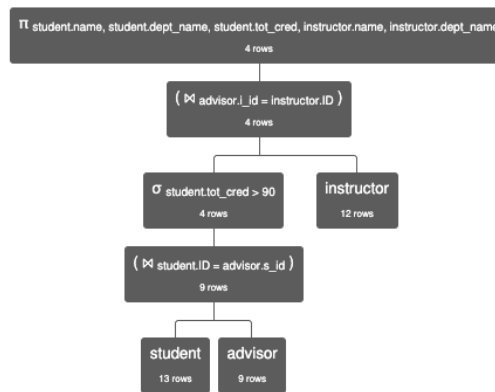 π student.name, student.dept_name, student.tot_cred, instructor.name, instructor.dept_name
4 rows
( ⋈ advisor.i_id = instructor.ID )
4 rows
σ student.tot_cred > 90
4 rows
instructor
12 rows
( ⋈ student.ID = advisor.s_id )
9 rows
student
13 rows
advisor
9 rows